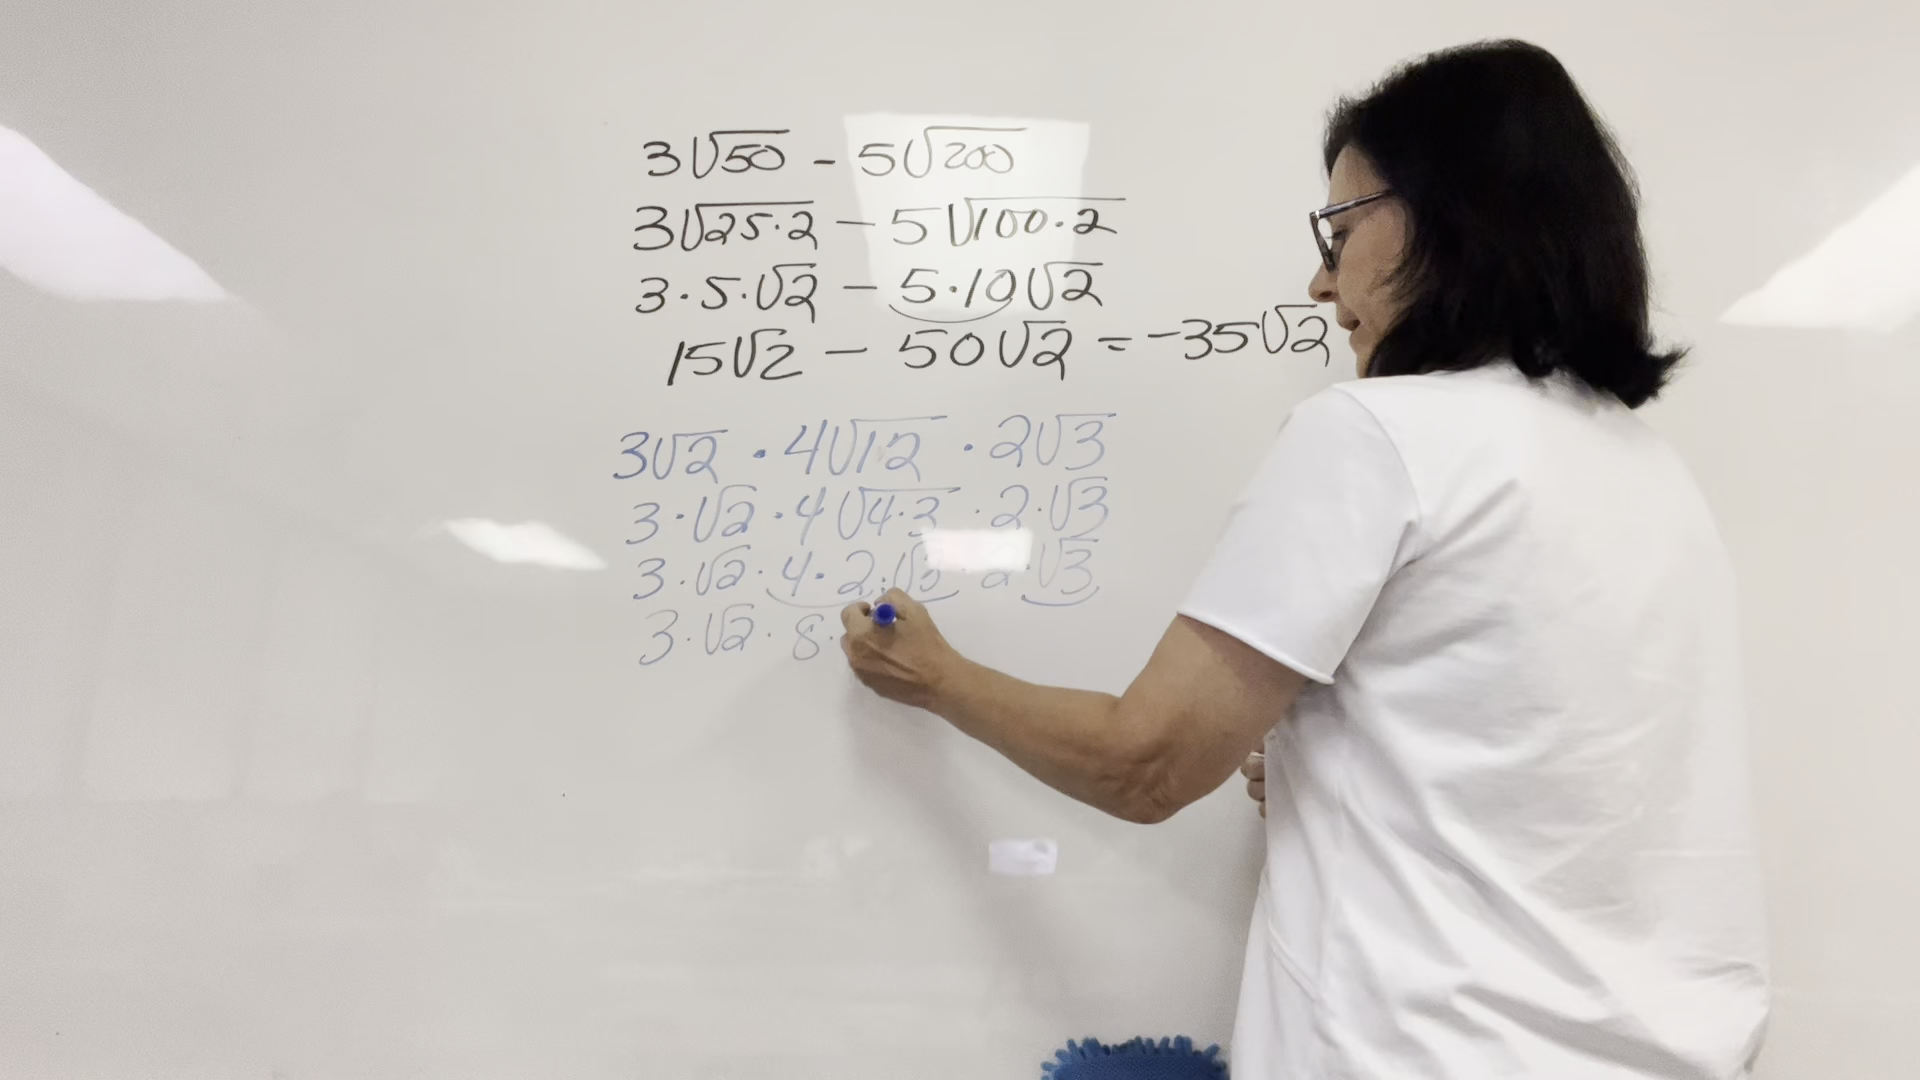 3√50 - 5√200
3√25·2 - 5√100·2
3·5·√2 - 5·10√2
15√2 - 50√2 = -35√2
3√2 · 4√12 · 2√3
3·√2·4√4·3 ·2·√3
3·√2·4·2·√3·2·√3
3·√2·8·